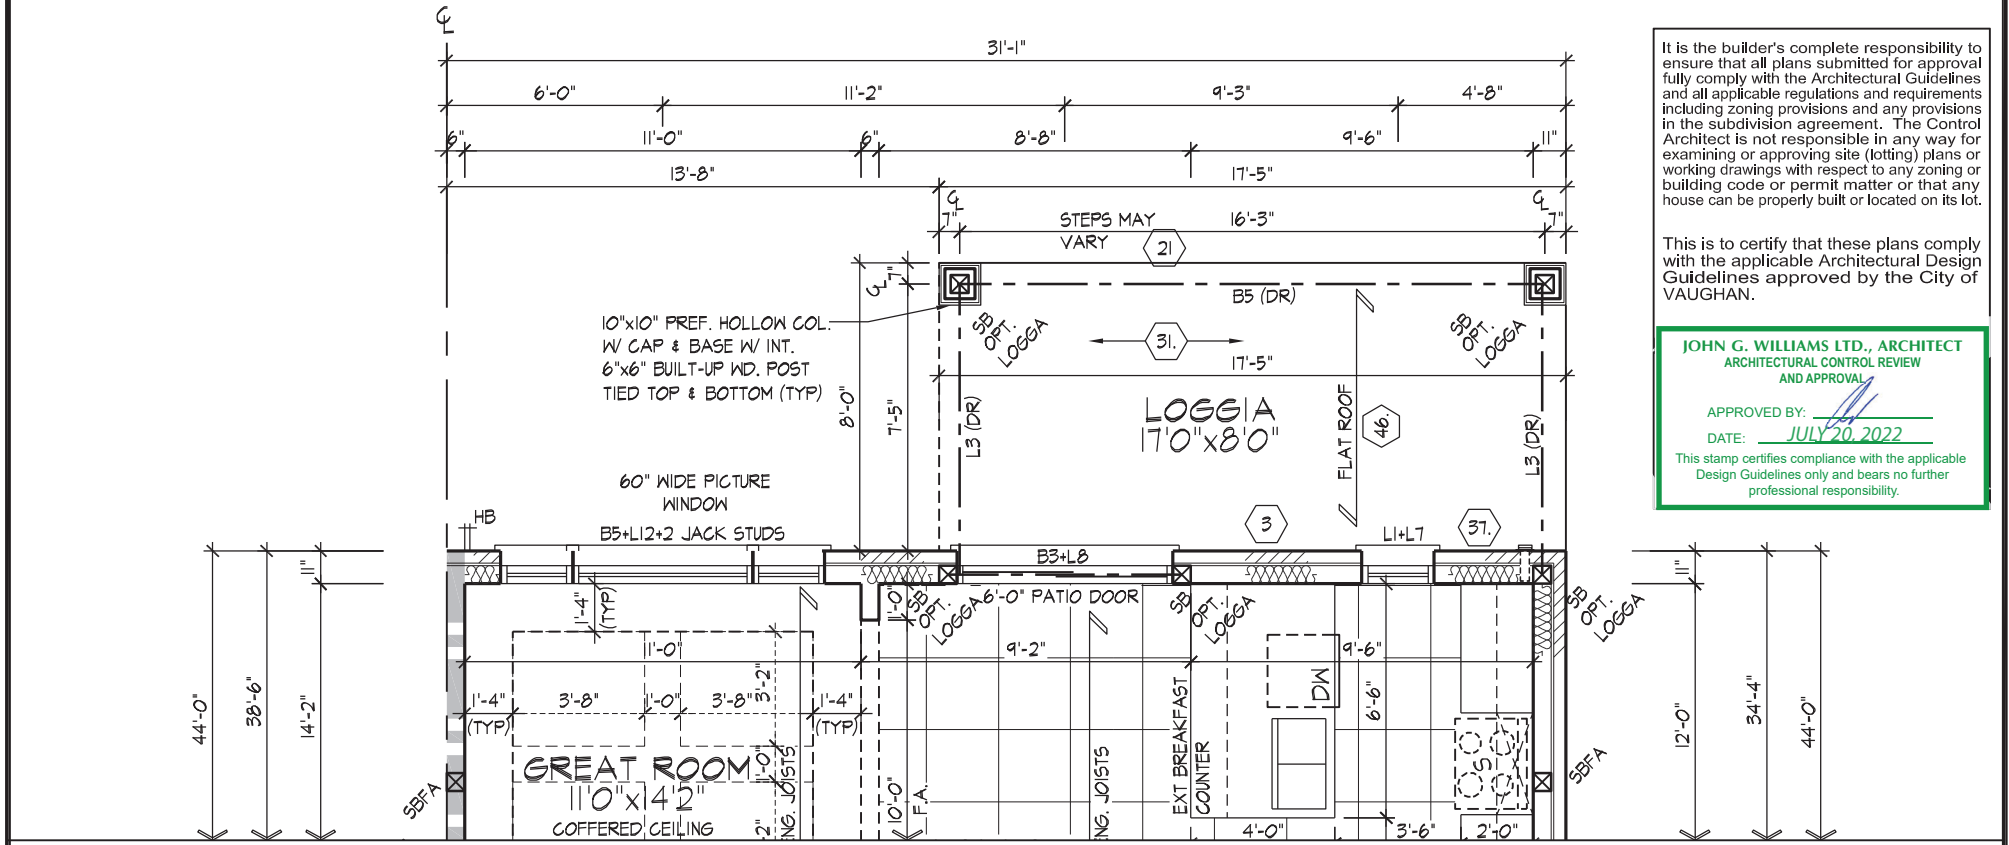 31'-1"
6'-0" 11'-2" 9'-3" 4'-8"
6" 11'-0" 6" 8'-8" 9'-6" 11"
13'-8" 17'-5"
7" STEPS MAY 16'-3" 7"
VARY 21
7"
B5 (DR)
10"x10" PREF. HOLLOW COL.
W/ CAP & BASE W/ INT.
6"x6" BUILT-UP WD. POST
TIED TOP & BOTTOM (TYP)
SB
OPT.
LOGGA
31.
SB
OPT.
LOGGA
17'-5"
8'-0"
7'-5"
L3 (DR)
LOGGIA
17'0"x8'0"
FLAT ROOF
46.
L3 (DR)
60" WIDE PICTURE
WINDOW
HB
B5+L12+2 JACK STUDS
3
L1+L7
37.
B3+L8
6'-0" PATIO DOOR
11"
1'-4"
(TYP)
1'-0"
SB
OPT.
LOGGA
SB
OPT.
LOGGA
SB
OPT.
LOGGA
11"
11'-0" 9'-2" 9'-6"
3'-2"
1'-4" 3'-8" 1'-0" 3'-8" 1'-4"
(TYP) (TYP)
DW
6'-6"
44'-0"
38'-6"
14'-2"
12'-0"
34'-4"
44'-0"
SBFA
GREAT ROOM
11'0"x14'2"
COFFERED CEILING
1'-0"
2"
NG. JOISTS
10'-0"
F.A.
NG. JOISTS
EXT BREAKFAST
COUNTER
S
SBFA
4'-0" 3'-6" 2'-0"
It is the builder's complete responsibility to
ensure that all plans submitted for approval
fully comply with the Architectural Guidelines
and all applicable regulations and requirements
including zoning provisions and any provisions
in the subdivision agreement. The Control
Architect is not responsible in any way for
examining or approving site (lotting) plans or
working drawings with respect to any zoning or
building code or permit matter or that any
house can be properly built or located on its lot.
This is to certify that these plans comply
with the applicable Architectural Design
Guidelines approved by the City of
VAUGHAN.
JOHN G. WILLIAMS LTD., ARCHITECT
ARCHITECTURAL CONTROL REVIEW
AND APPROVAL
APPROVED BY:
DATE: JULY 20, 2022
This stamp certifies compliance with the applicable
Design Guidelines only and bears no further
professional responsibility.